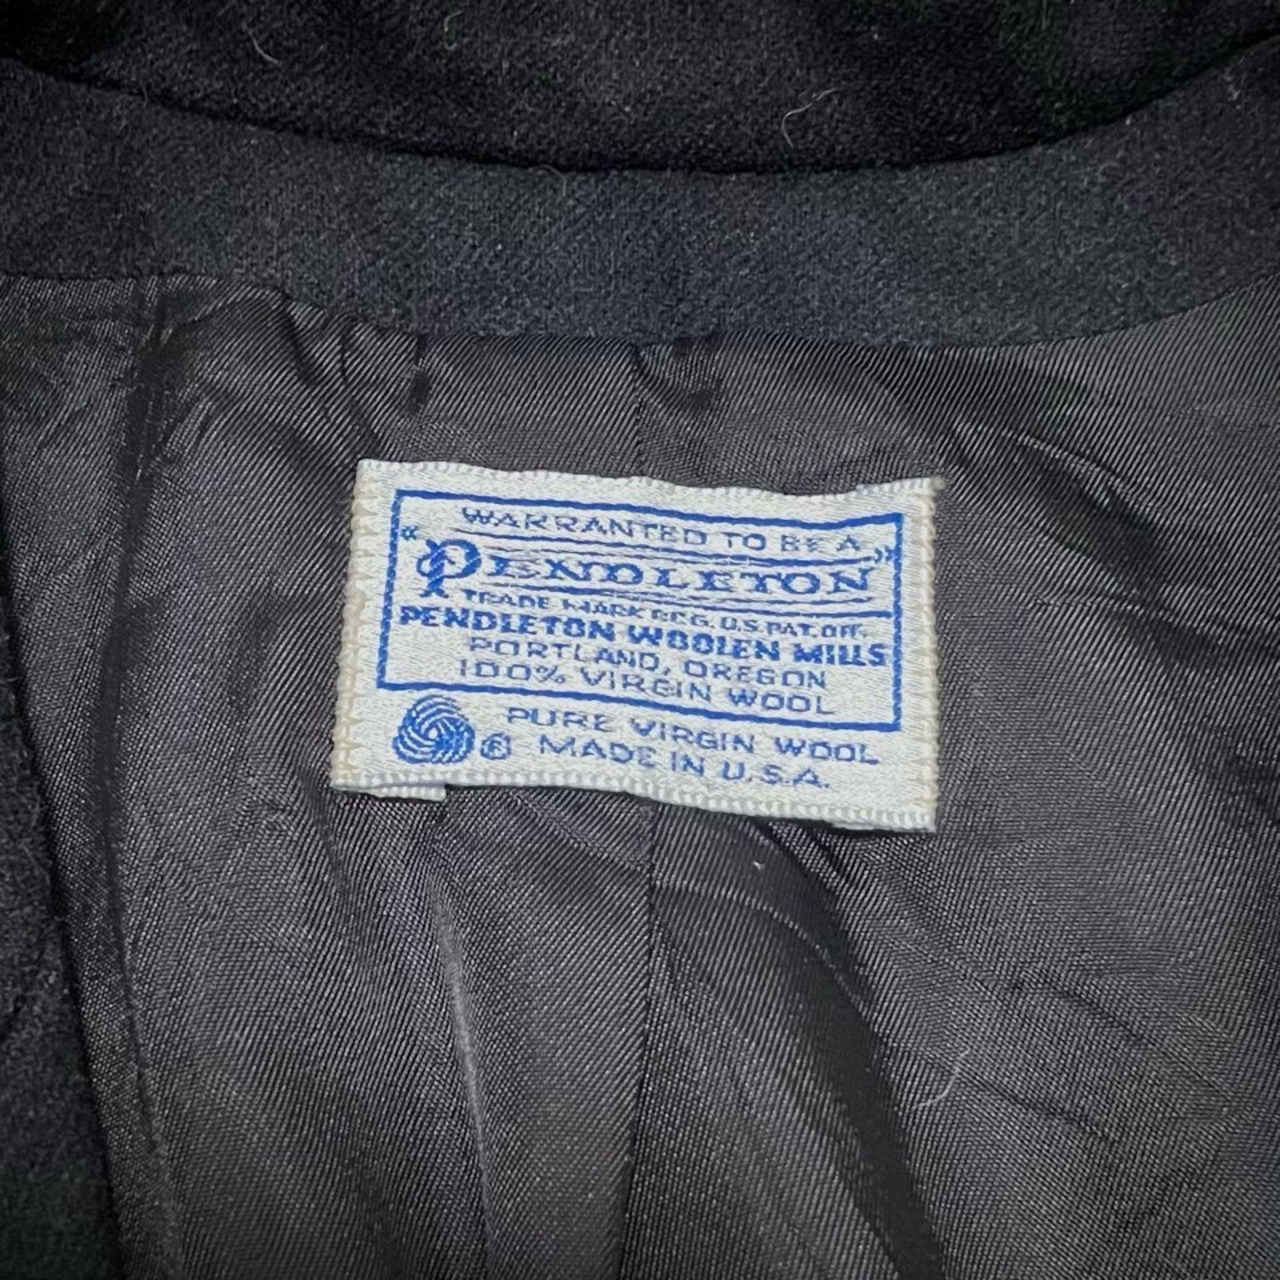 WARRANTED TO BE A
"PENDLETON"
TRADE MARK REG. U.S. PAT. OFF.
PENDLETON WOOLEN MILLS
PORTLAND, OREGON
100% VIRGIN WOOL
PURE VIRGIN WOOL
® MADE IN U.S.A.